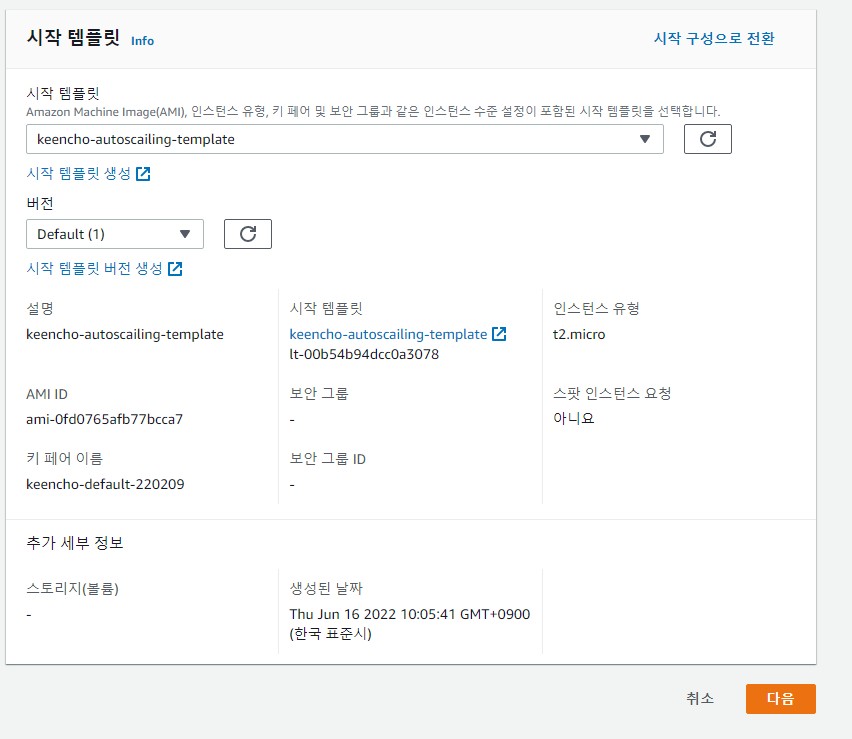 시작 템플릿 Info
시작 구성으로 전환
시작 템플릿
Amazon Machine Image(AMI), 인스턴스 유형, 키 페어 및 보안 그룹과 같은 인스턴스 수준 설정이 포함된 시작 템플릿을 선택합니다.
keencho-autoscailing-template
시작 템플릿 생성
버전
Default (1)
시작 템플릿 버전 생성
설명
keencho-autoscailing-template
시작 템플릿
keencho-autoscailing-template
lt-00b54b94dcc0a3078
인스턴스 유형
t2.micro
AMI ID
ami-0fd0765afb77bcca7
보안 그룹
-
스팟 인스턴스 요청
아니요
키 페어 이름
keencho-default-220209
보안 그룹 ID
-
추가 세부 정보
스토리지(볼륨)
-
생성된 날짜
Thu Jun 16 2022 10:05:41 GMT+0900
(한국 표준시)
취소
다음